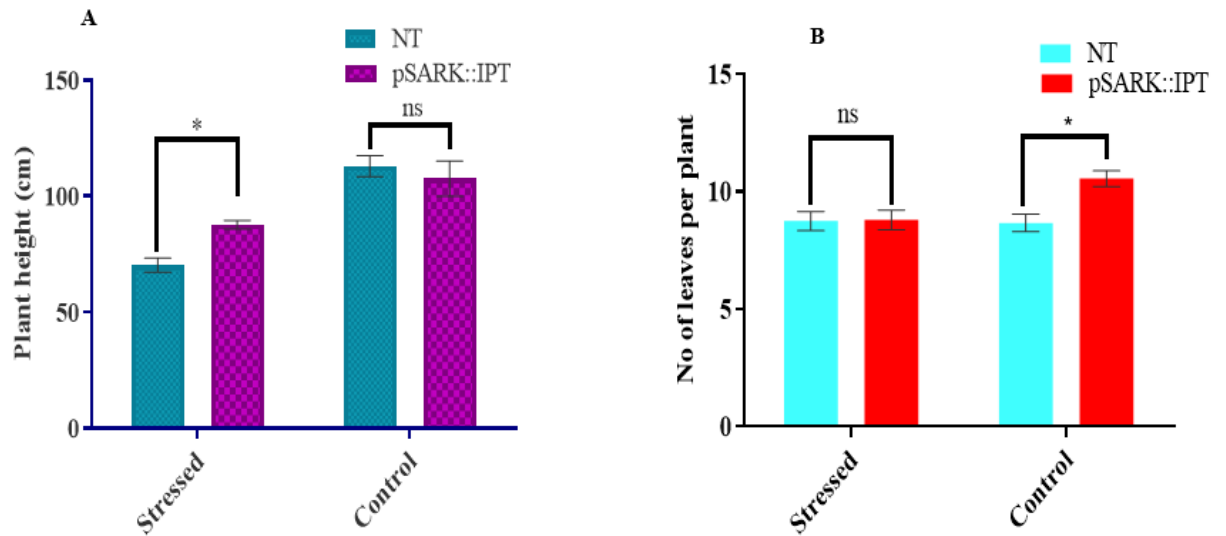 A
NT
pSARK::IPT
150
100
50
0
Plant height (cm)
*
ns
Stressed
Control
B
NT
pSARK::IPT
15
10
5
0
No of leaves per plant
ns
*
Stressed
Control